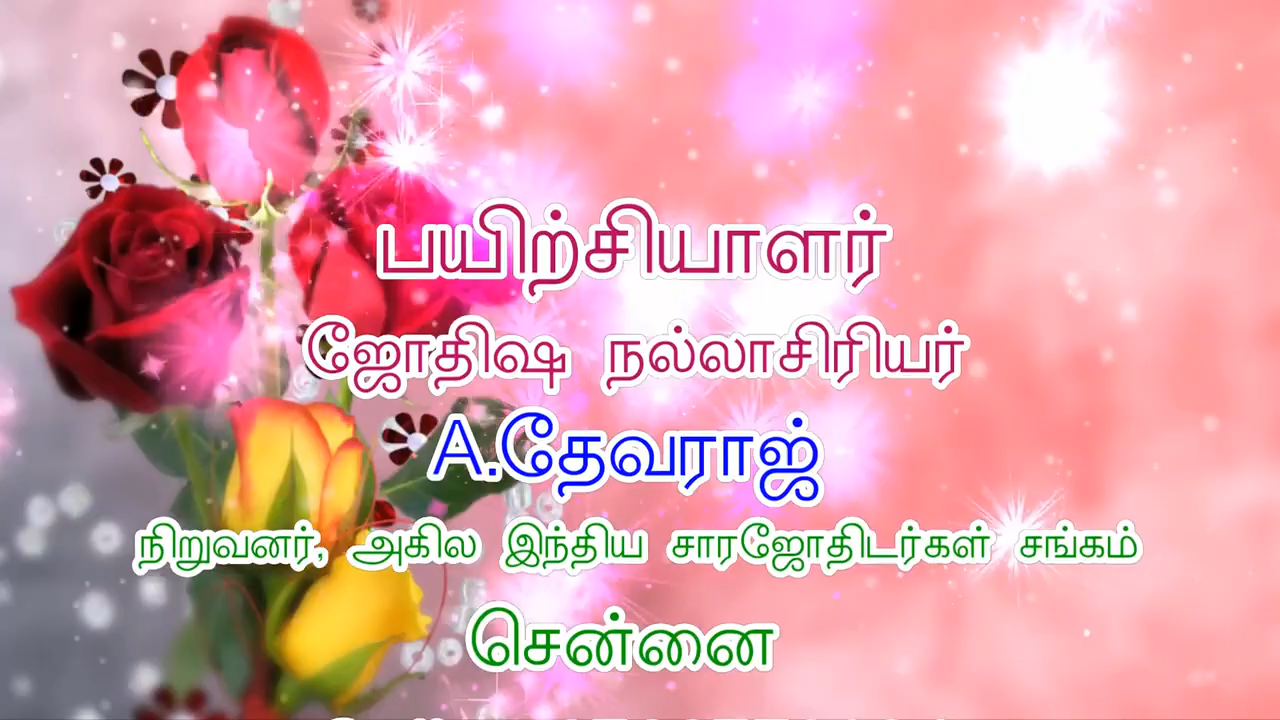 பயிற்சியாளர்
ஜோதிஷ நல்லாசிரியர்
A.தேவராஜ்
நிறுவனர், அகில இந்திய சாரஜோதிடர்கள் சங்கம்
சென்னை